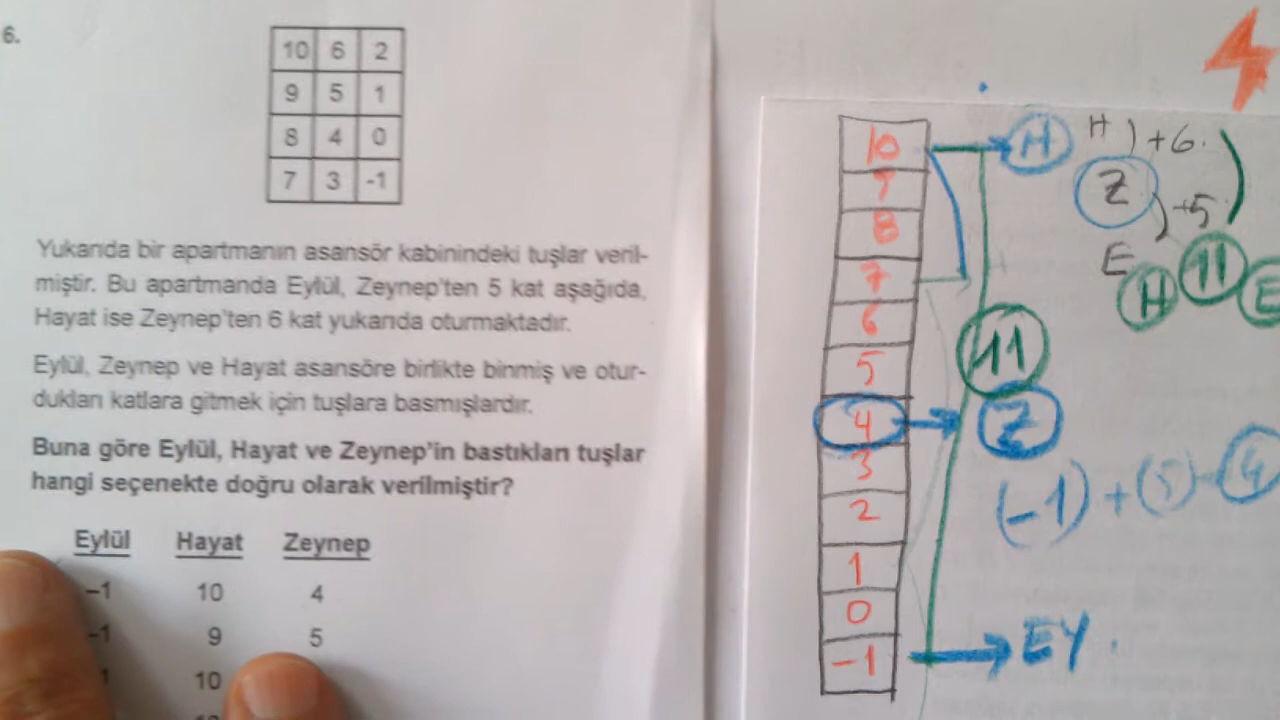 6.
10 6 2
9 5 1
8 4 0
7 3 -1
Yukarıda bir apartmanın asansör kabinindeki tuşlar veril-
miştir. Bu apartmanda Eylül, Zeynep'ten 5 kat aşağıda,
Hayat ise Zeynep'ten 6 kat yukarıda oturmaktadır.
Eylül, Zeynep ve Hayat asansöre birlikte binmiş ve otur-
dukları katlara gitmek için tuşlara basmışlardır.
Buna göre Eylül, Hayat ve Zeynep'in bastıkları tuşlar
hangi seçenekte doğru olarak verilmiştir?
Eylül Hayat Zeynep
-1 10 4
-1 9 5
10
10
9
8
7
6
5
4
3
2
1
0
-1
H
Z
EY.
11
H ) +6.
Z ) +5
E
H 11 E
(-1) + (5) 4